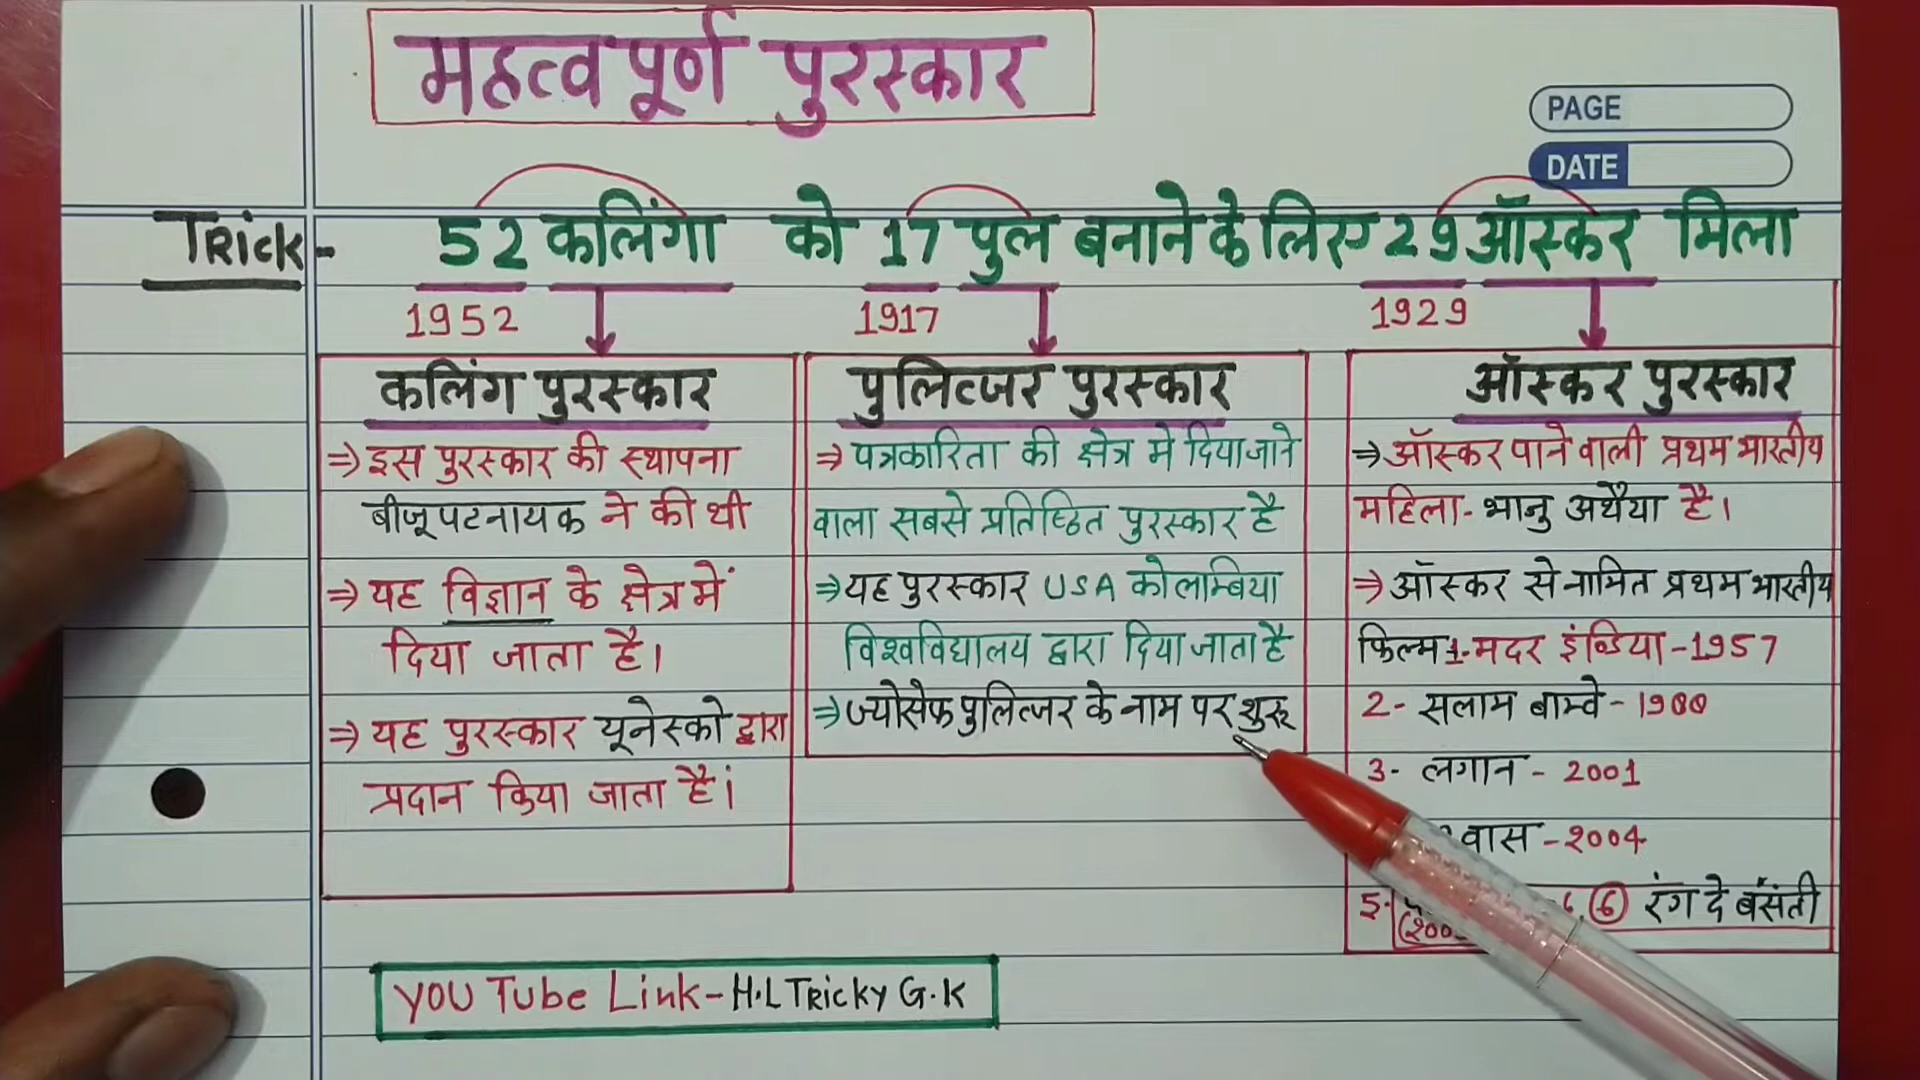 महत्वपूर्ण पुरस्कार
PAGE
DATE
Trick- 52 कलिंगा को 17 पुल बनाने के लिए 29 ऑस्कर मिला
1952
1917
1929
कलिंग पुरस्कार
⇒ इस पुरस्कार की स्थापना
बीजू पटनायक ने की थी
⇒ यह विज्ञान के क्षेत्र में
दिया जाता है।
⇒ यह पुरस्कार यूनेस्को द्वारा
प्रदान किया जाता है।
पुलित्जर पुरस्कार
⇒ पत्रकारिता की क्षेत्र मे दिया जाने
वाला सबसे प्रतिष्ठित पुरस्कार है
⇒ यह पुरस्कार USA कोलम्बिया
विश्वविद्यालय द्वारा दिया जाता है
⇒ ज्योसेफ पुलित्जर के नाम पर शुरू
ऑस्कर पुरस्कार
⇒ ऑस्कर पाने वाली प्रथम भारतीय
महिला- भानु अथैया है।
⇒ ऑस्कर से नामित प्रथम भारतीय
फिल्म 1- मदर इंण्डिया - 1957
2- सलाम बाम्वे - 1988
3- लगान - 2001
वास - 2004
5- 6 रंग दे बसंती
YOU Tube Link - H.L Tricky G.K